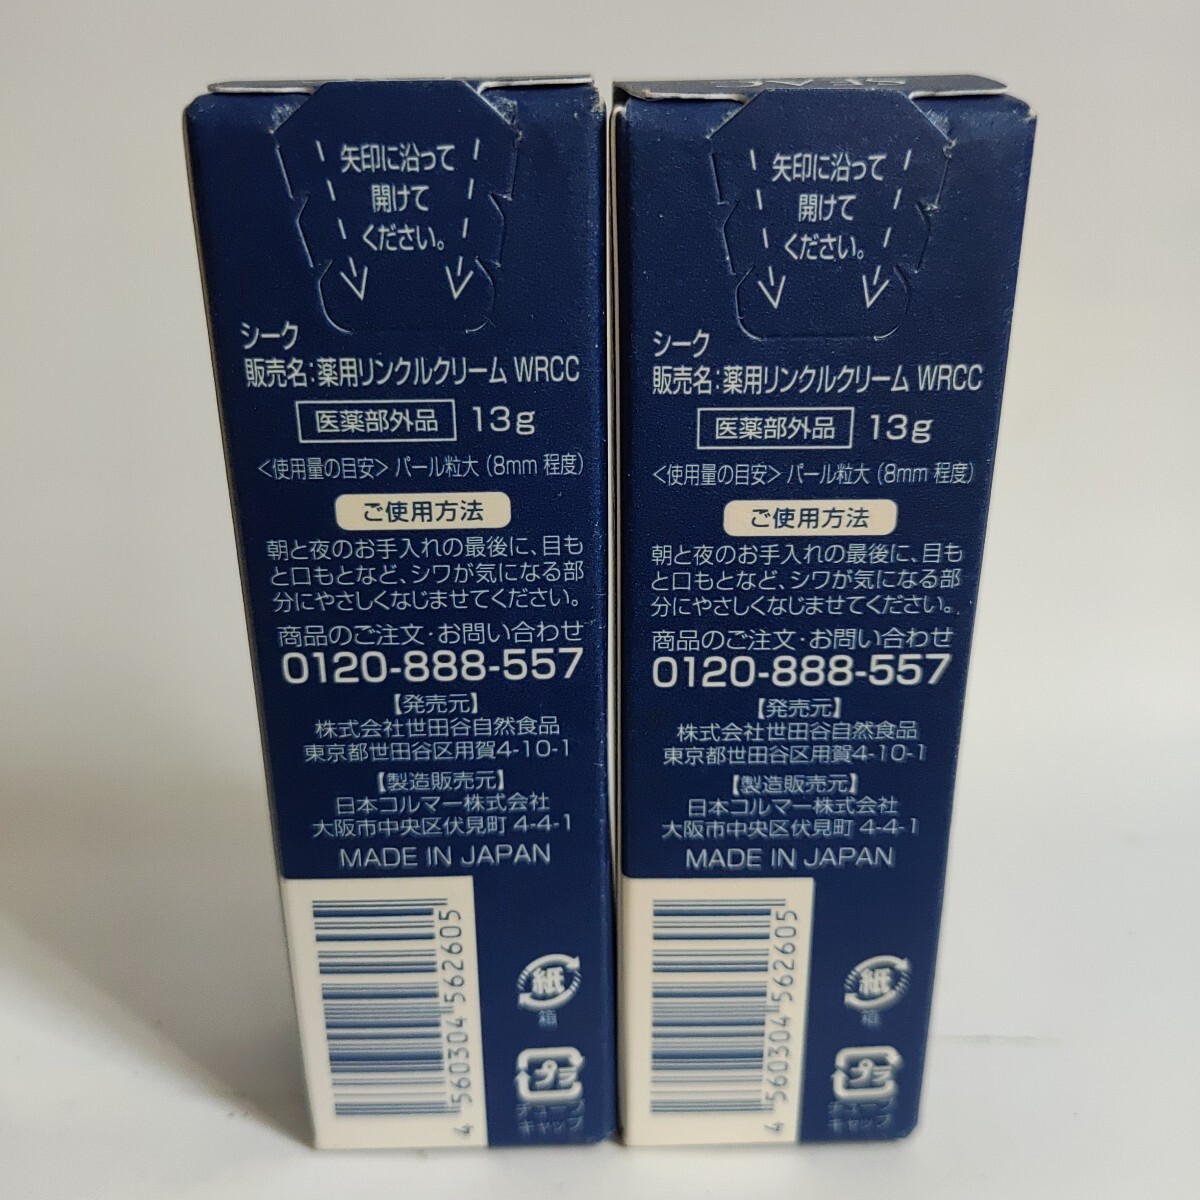 矢印に沿って
開けて
ください。
シーク
販売名:薬用リンクルクリーム WRCC
医薬部外品 13g
<使用量の目安> パール粒大 (8mm 程度)
ご使用方法
朝と夜のお手入れの最後に、目も
と口もとなど、シワが気になる部
分にやさしくなじませてください。
商品のご注文・お問い合わせ
0120-888-557
【発売元】
株式会社世田谷自然食品
東京都世田谷区用賀4-10-1
【製造販売元】
日本コルマー株式会社
大阪市中央区伏見町 4-4-1
MADE IN JAPAN
4 560304 562605
紙
箱
プラ
チューブ
キャップ
矢印に沿って
開けて
ください。
シーク
販売名:薬用リンクルクリーム WRCC
医薬部外品 13g
<使用量の目安> パール粒大 (8mm 程度)
ご使用方法
朝と夜のお手入れの最後に、目も
と口もとなど、シワが気になる部
分にやさしくなじませてください。
商品のご注文・お問い合わせ
0120-888-557
【発売元】
株式会社世田谷自然食品
東京都世田谷区用賀4-10-1
【製造販売元】
日本コルマー株式会社
大阪市中央区伏見町 4-4-1
MADE IN JAPAN
4 560304 562605
紙
箱
プラ
チューブ
キャップ